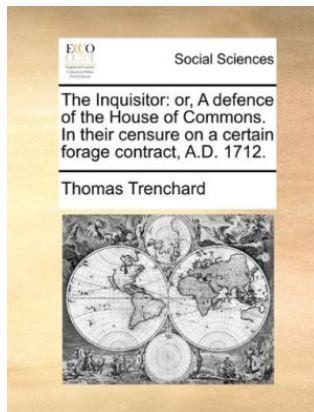 ECCO
Social Sciences
The Inquisitor: or, A defence
of the House of Commons.
In their censure on a certain
forage contract, A.D. 1712.
Thomas Trenchard